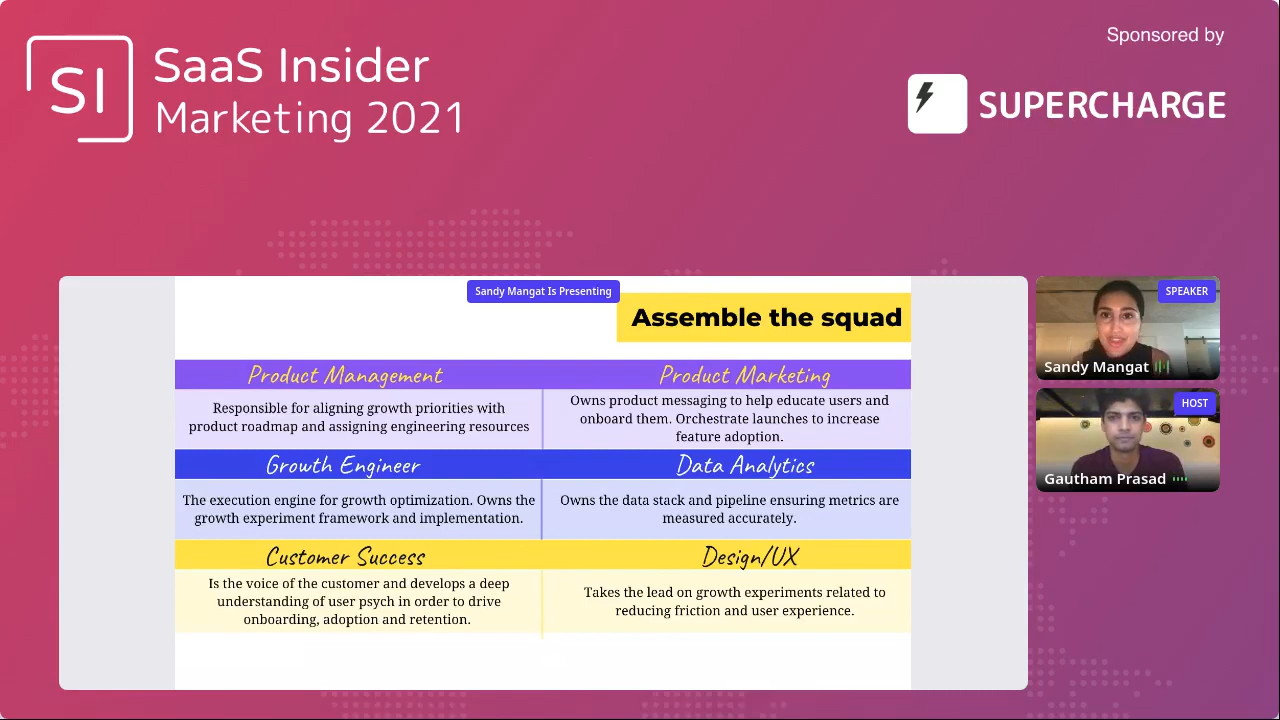 SI
SaaS Insider
Marketing 2021
Sponsored by
SUPERCHARGE
Sandy Mangat Is Presenting
Assemble the squad
Product Management
Product Marketing
Responsible for aligning growth priorities with
product roadmap and assigning engineering resources
Owns product messaging to help educate users and
onboard them. Orchestrate launches to increase
feature adoption.
Growth Engineer
Data Analytics
The execution engine for growth optimization. Owns the
growth experiment framework and implementation.
Owns the data stack and pipeline ensuring metrics are
measured accurately.
Customer Success
Design/UX
Is the voice of the customer and develops a deep
understanding of user psych in order to drive
onboarding, adoption and retention.
Takes the lead on growth experiments related to
reducing friction and user experience.
SPEAKER
Sandy Mangat
HOST
Gautham Prasad